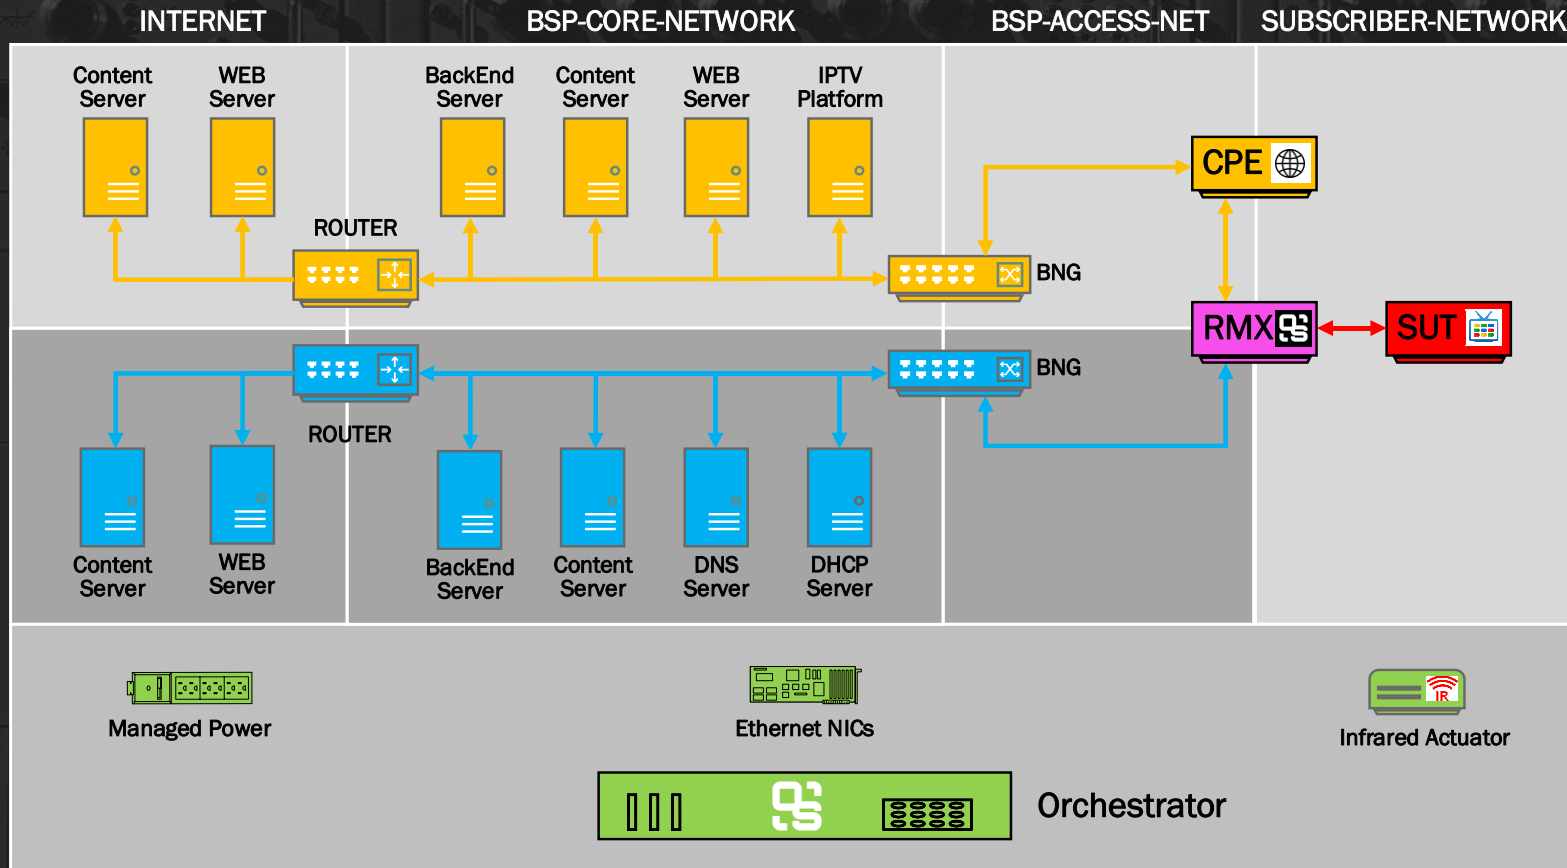 INTERNET
BSP-CORE-NETWORK
BSP-ACCESS-NET
SUBSCRIBER-NETWORK
Content
Server
WEB
Server
BackEnd
Server
Content
Server
WEB
Server
IPTV
Platform
CPE
ROUTER
BNG
RMX
SUT
BNG
ROUTER
Content
Server
WEB
Server
BackEnd
Server
Content
Server
DNS
Server
DHCP
Server
Managed Power
Ethernet NICs
IR
Infrared Actuator
Orchestrator